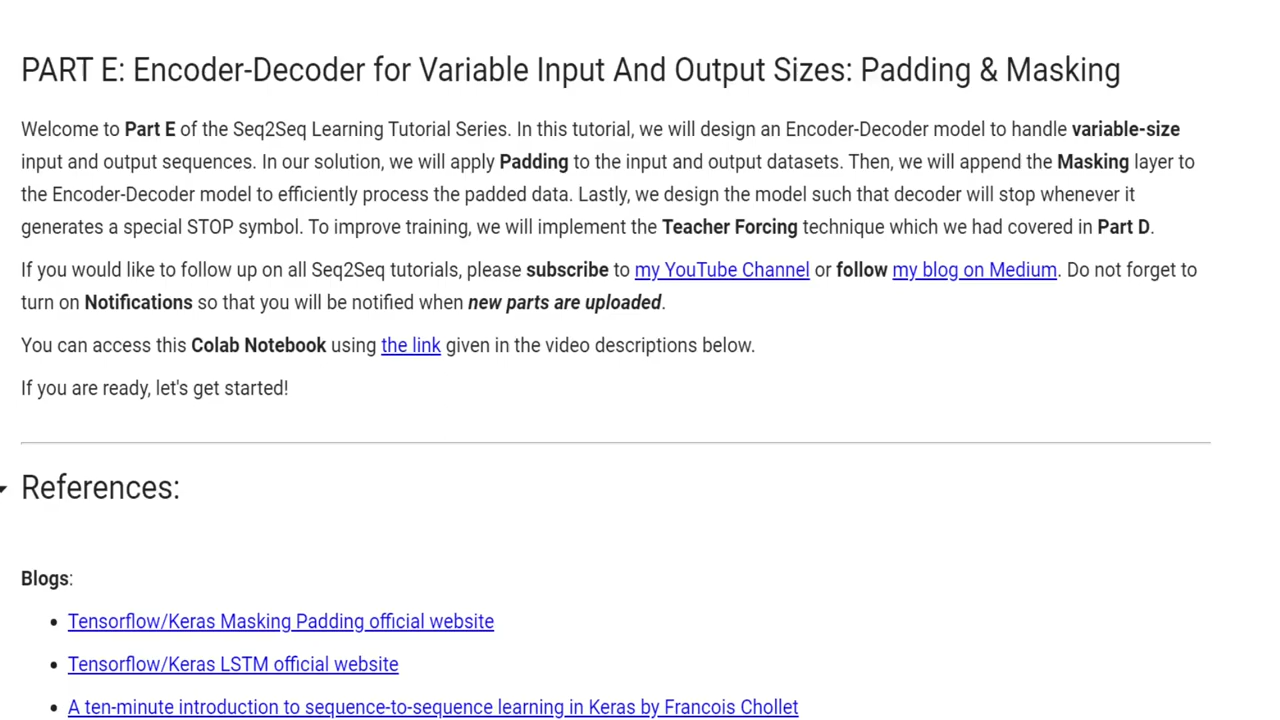 PART E: Encoder-Decoder for Variable Input And Output Sizes: Padding & Masking
Welcome to Part E of the Seq2Seq Learning Tutorial Series. In this tutorial, we will design an Encoder-Decoder model to handle variable-size
input and output sequences. In our solution, we will apply Padding to the input and output datasets. Then, we will append the Masking layer to
the Encoder-Decoder model to efficiently process the padded data. Lastly, we design the model such that decoder will stop whenever it
generates a special STOP symbol. To improve training, we will implement the Teacher Forcing technique which we had covered in Part D.
If you would like to follow up on all Seq2Seq tutorials, please subscribe to my YouTube Channel or follow my blog on Medium. Do not forget to
turn on Notifications so that you will be notified when new parts are uploaded.
You can access this Colab Notebook using the link given in the video descriptions below.
If you are ready, let's get started!
References:
Blogs:
Tensorflow/Keras Masking Padding official website
Tensorflow/Keras LSTM official website
A ten-minute introduction to sequence-to-sequence learning in Keras by Francois Chollet